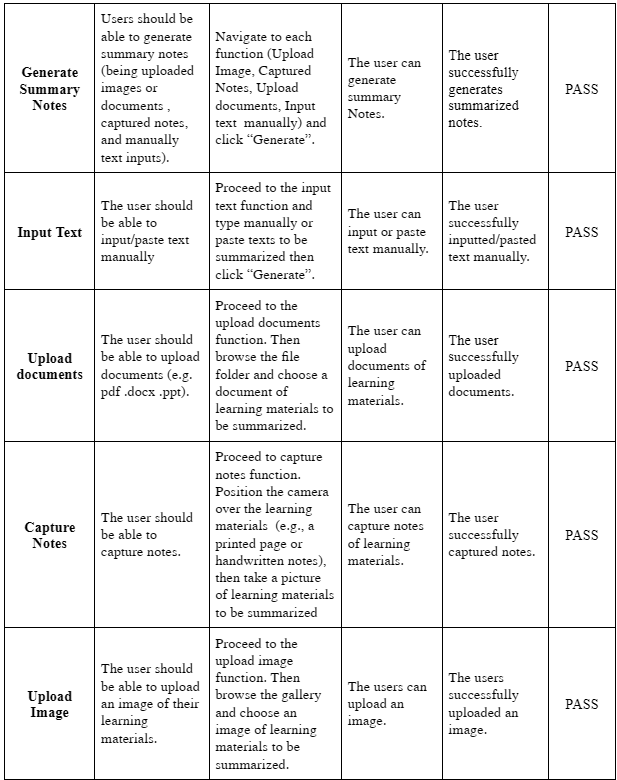 Generate
Summary
Notes
Users should be
able to generate
summary notes
(being uploaded
images or
documents ,
captured notes,
and manually
text inputs).
Navigate to each
function (Upload
Image, Captured
Notes, Upload
documents, Input
text  manually) and
click “Generate”.
The user can
generate
summary
Notes.
The user
successfully
generates
summarized
notes.
PASS
Input Text
The user should
be able to
input/paste text
manually
Proceed to the input
text function and
type manually or
paste texts to be
summarized then
click “Generate”.
The user can
input or paste
text manually.
The user
successfully
inputted/pasted
text manually.
PASS
Upload
documents
The user should
be able to upload
documents (e.g.
pdf .docx .ppt).
Proceed to the
upload documents
function. Then
browse the file
folder and choose a
document of
learning materials to
be summarized.
The user can
upload
documents of
learning
materials.
The user
successfully
uploaded
documents.
PASS
Capture
Notes
The user should
be able to
capture notes.
Proceed to capture
notes function.
Position the camera
over the learning
materials  (e.g., a
printed page or
handwritten notes),
then take a picture
of learning materials
to be summarized
The user can
capture notes
of learning
materials.
The user
successfully
captured notes.
PASS
Upload
Image
The user should
be able to upload
an image of their
learning
materials.
Proceed to the
upload image
function. Then
browse the gallery
and choose an
image of learning
materials to be
summarized.
The users can
upload an
image.
The users
successfully
uploaded an
image.
PASS